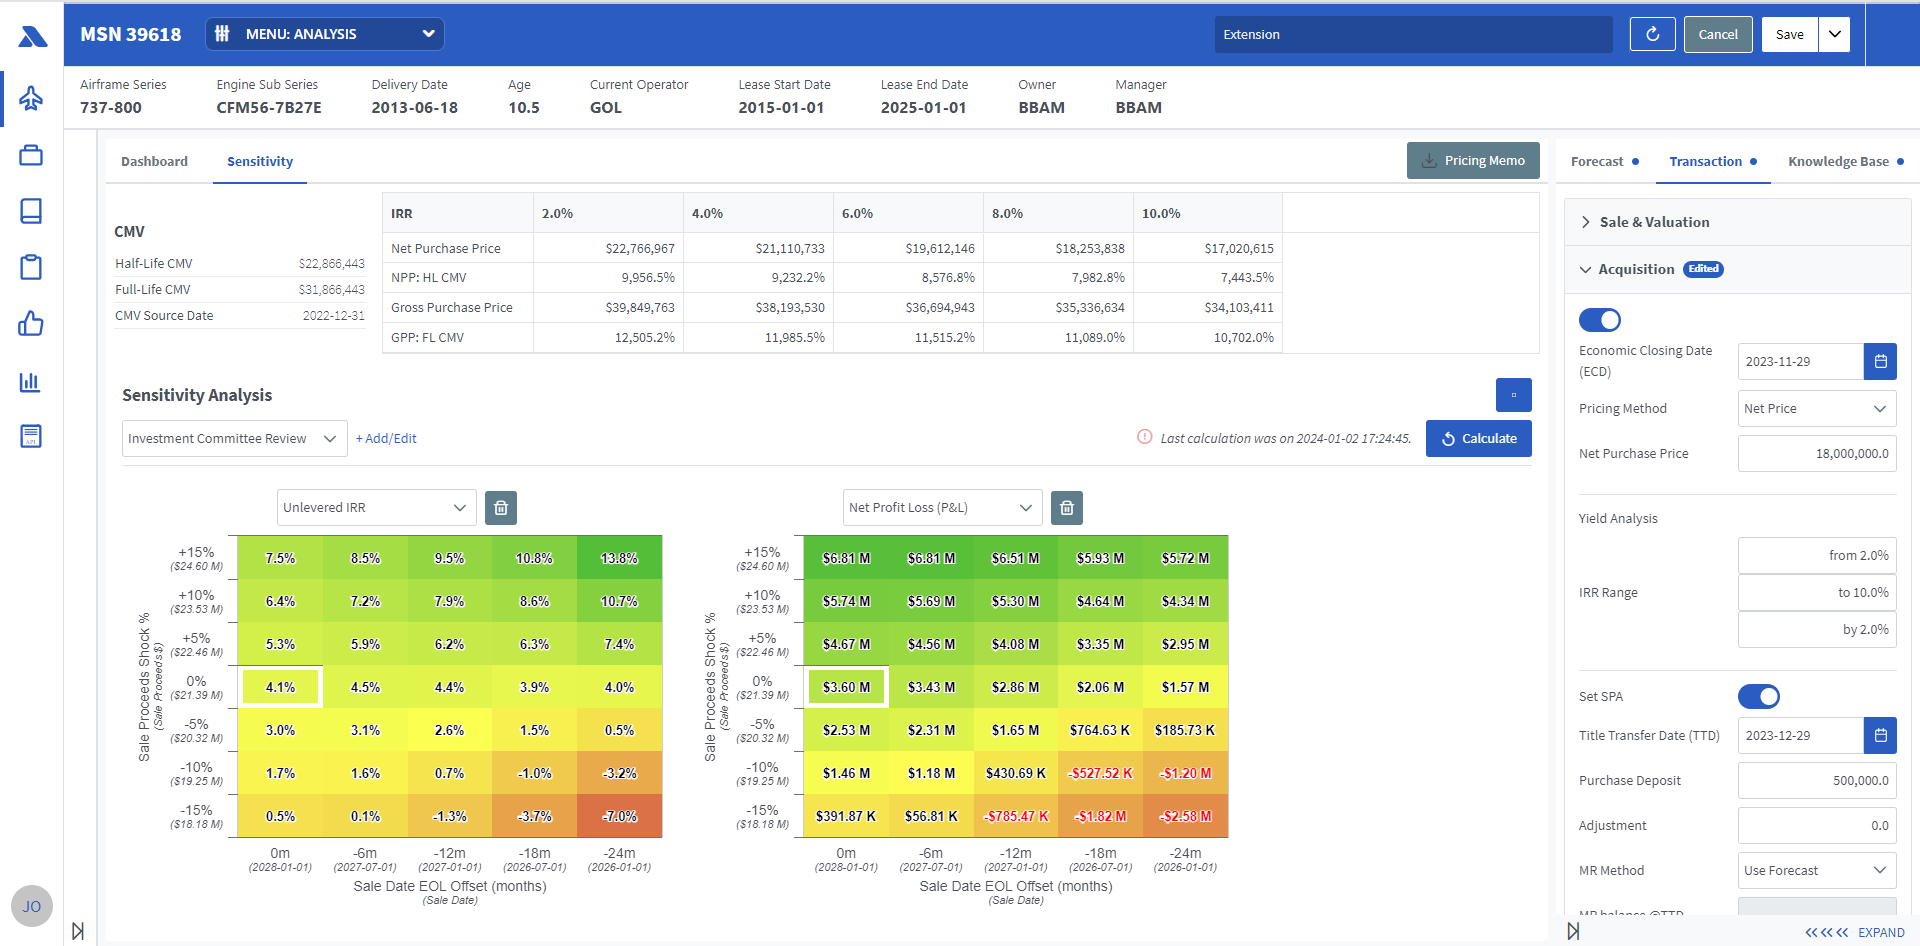 MSN 39618
MENU: ANALYSIS
Extension
Cancel
Save
Airframe Series
737-800
Engine Sub Series
CFM56-7B27E
Delivery Date
2013-06-18
Age
10.5
Current Operator
GOL
Lease Start Date
2015-01-01
Lease End Date
2025-01-01
Owner
BBAM
Manager
BBAM
Dashboard
Sensitivity
Pricing Memo
Forecast
Transaction
Knowledge Base
CMV
Half-Life CMV $22,866,443
Full-Life CMV $31,866,443
CMV Source Date 2022-12-31
IRR 2.0% 4.0% 6.0% 8.0% 10.0%
Net Purchase Price $22,766,967 $21,110,733 $19,612,146 $18,253,838 $17,020,615
NPP: HL CMV 9,956.5% 9,232.2% 8,576.8% 7,982.8% 7,443.5%
Gross Purchase Price $39,849,763 $38,193,530 $36,694,943 $35,336,634 $34,103,411
GPP: FL CMV 12,505.2% 11,985.5% 11,515.2% 11,089.0% 10,702.0%
Sensitivity Analysis
Investment Committee Review
+ Add/Edit
Last calculation was on 2024-01-02 17:24:45.
Calculate
Unlevered IRR
Sale Proceeds Shock %
(Sale Proceeds $)
+15% 7.5% 8.5% 9.5% 10.8% 13.8%
($24.60 M)
+10% 6.4% 7.2% 7.9% 8.6% 10.7%
($23.53 M)
+5% 5.3% 5.9% 6.2% 6.3% 7.4%
($22.46 M)
0% 4.1% 4.5% 4.4% 3.9% 4.0%
($21.39 M)
-5% 3.0% 3.1% 2.6% 1.5% 0.5%
($20.32 M)
-10% 1.7% 1.6% 0.7% -1.0% -3.2%
($19.25 M)
-15% 0.5% 0.1% -1.3% -3.7% -7.0%
($18.18 M)
0m -6m -12m -18m -24m
(2028-01-01) (2027-07-01) (2027-01-01) (2026-07-01) (2026-01-01)
Sale Date EOL Offset (months)
(Sale Date)
Net Profit Loss (P&L)
Sale Proceeds Shock %
(Sale Proceeds $)
+15% $6.81 M $6.81 M $6.51 M $5.93 M $5.72 M
($24.60 M)
+10% $5.74 M $5.69 M $5.30 M $4.64 M $4.34 M
($23.53 M)
+5% $4.67 M $4.56 M $4.08 M $3.35 M $2.95 M
($22.46 M)
0% $3.60 M $3.43 M $2.86 M $2.06 M $1.57 M
($21.39 M)
-5% $2.53 M $2.31 M $1.65 M $764.63 K $185.73 K
($20.32 M)
-10% $1.46 M $1.18 M $430.69 K -$527.52 K -$1.20 M
($19.25 M)
-15% $391.87 K $56.81 K -$785.47 K -$1.82 M -$2.58 M
($18.18 M)
0m -6m -12m -18m -24m
(2028-01-01) (2027-07-01) (2027-01-01) (2026-07-01) (2026-01-01)
Sale Date EOL Offset (months)
(Sale Date)
Sale & Valuation
Acquisition Edited
Economic Closing Date
(ECD)
2023-11-29
Pricing Method Net Price
Net Purchase Price 18,000,000.0
Yield Analysis
IRR Range
from 2.0%
to 10.0%
by 2.0%
Set SPA
Title Transfer Date (TTD) 2023-12-29
Purchase Deposit 500,000.0
Adjustment 0.0
MR Method Use Forecast
MR balance @TTD
EXPAND
API
JO